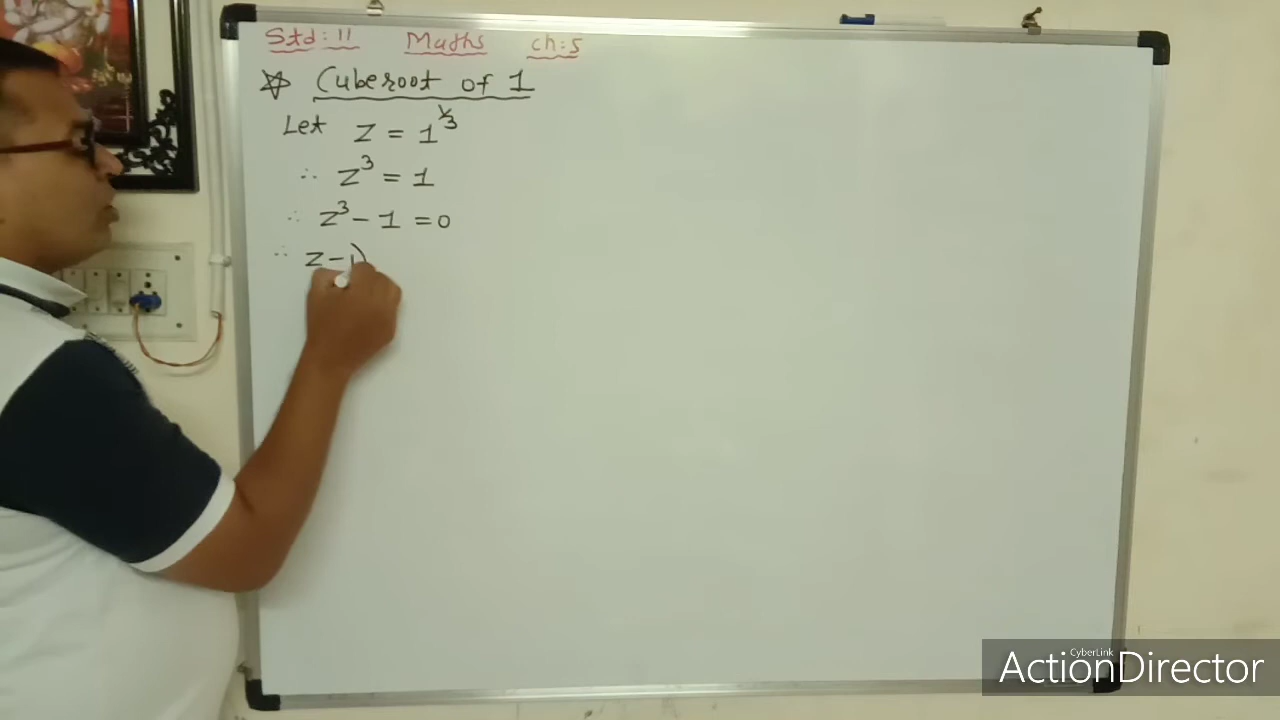 Std: 11 Maths ch: 5
☆ Cuberoot of 1
Let z = 1^1/3
∴ z³ = 1
∴ z³ - 1 = 0
∴ z - 1)
CyberLink
ActionDirector